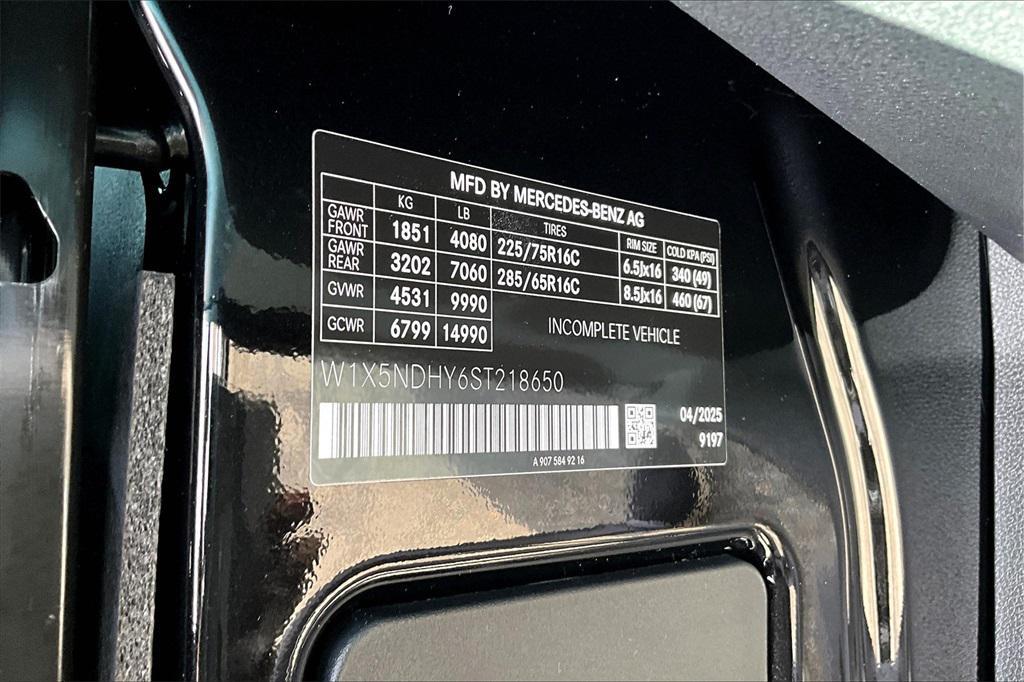 MFD BY MERCEDES-BENZ AG
KG LB TIRES RIM SIZE COLD KPA (PSI)
GAWR FRONT 1851 4080 225/75R16C 6.5Jx16 340 (49)
GAWR REAR 3202 7060 285/65R16C 8.5Jx16 460 (67)
GVWR 4531 9990
GCWR 6799 14990
INCOMPLETE VEHICLE
W1X5NDHY6ST218650
04/2025
9197
A 907 584 92 16